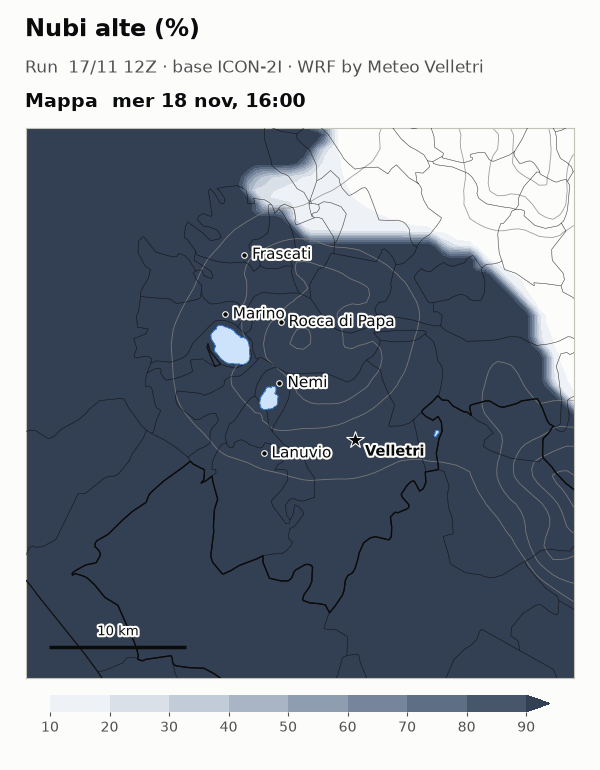 Nubi alte (%)
Run  17/11 12Z · base ICON-2I · WRF by Meteo Velletri
Mappa  mer 18 nov, 16:00
Frascati
Marino
Rocca di Papa
Nemi
Velletri
Lanuvio
10 km
10 20 30 40 50 60 70 80 90